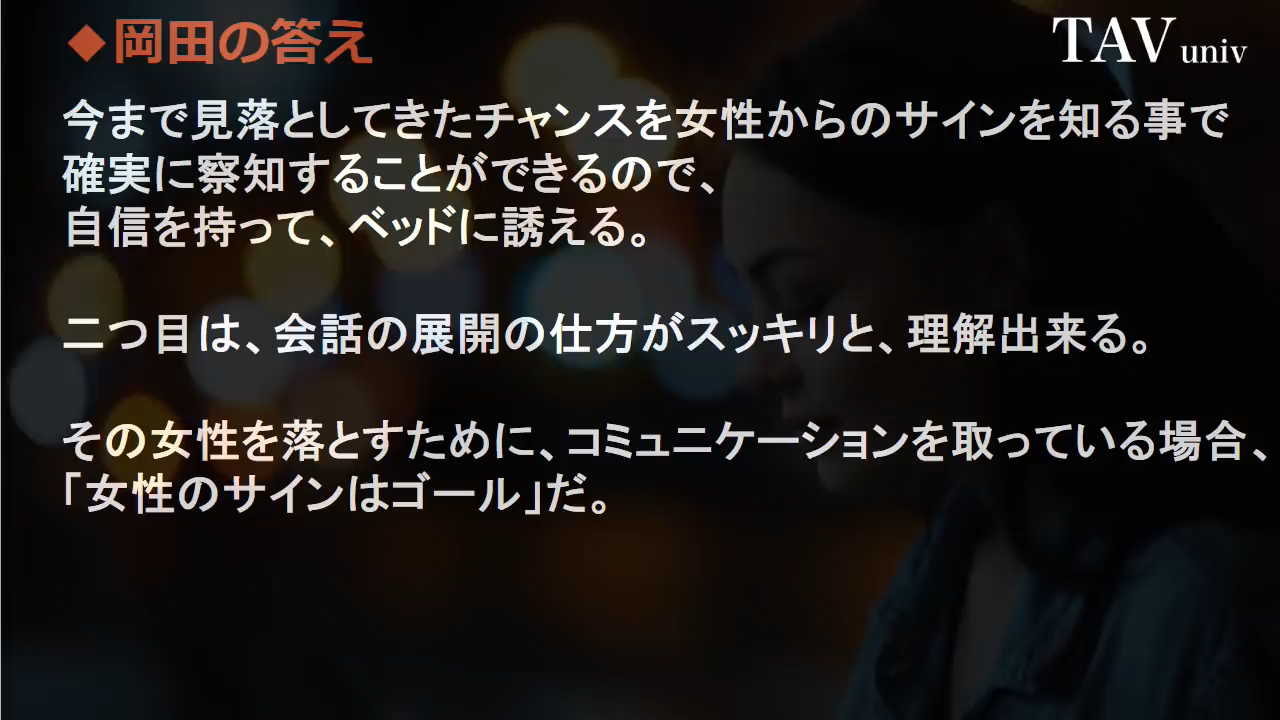 ◆岡田の答え
TAV univ
今まで見落としてきたチャンスを女性からのサインを知る事で
確実に察知することができるので、
自信を持って、ベッドに誘える。
二つ目は、会話の展開の仕方がスッキリと、理解出来る。
その女性を落とすために、コミュニケーションを取っている場合、
「女性のサインはゴール」だ。